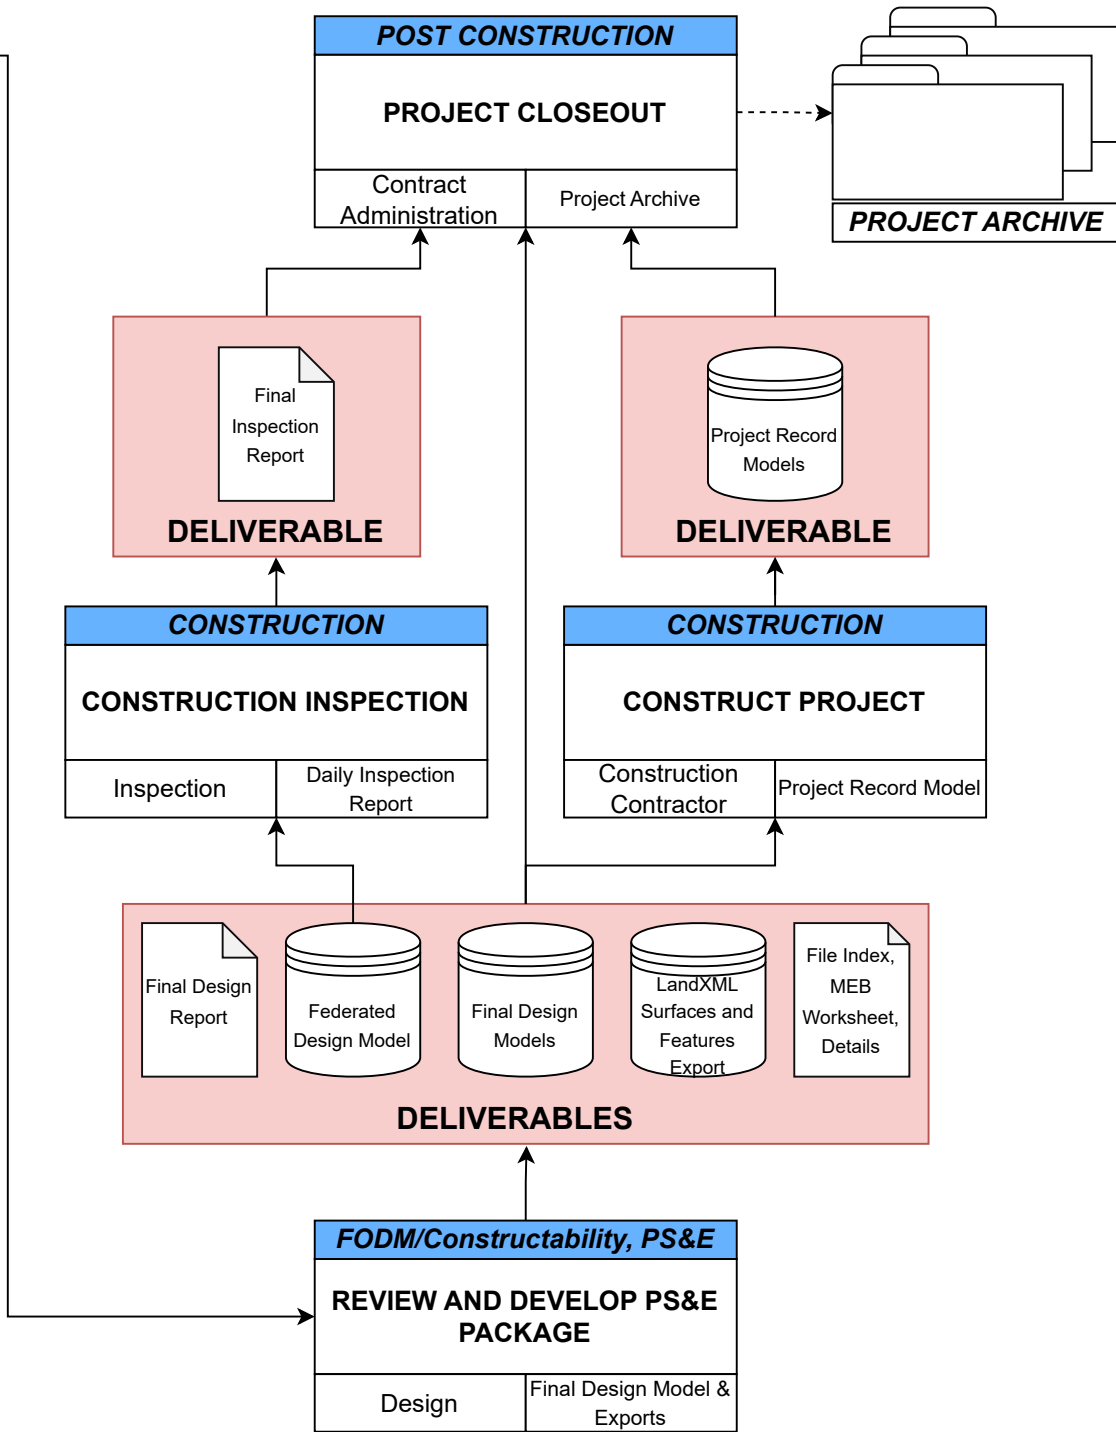 POST CONSTRUCTION
PROJECT CLOSEOUT
Contract
Administration
Project Archive
PROJECT ARCHIVE
Final
Inspection
Report
DELIVERABLE
Project Record
Models
DELIVERABLE
CONSTRUCTION
CONSTRUCTION INSPECTION
Inspection
Daily Inspection
Report
CONSTRUCTION
CONSTRUCT PROJECT
Construction
Contractor
Project Record Model
Final Design
Report
Federated
Design Model
Final Design
Models
LandXML
Surfaces and
Features
Export
File Index,
MEB
Worksheet,
Details
DELIVERABLES
FODM/Constructability, PS&E
REVIEW AND DEVELOP PS&E
PACKAGE
Design
Final Design Model &
Exports